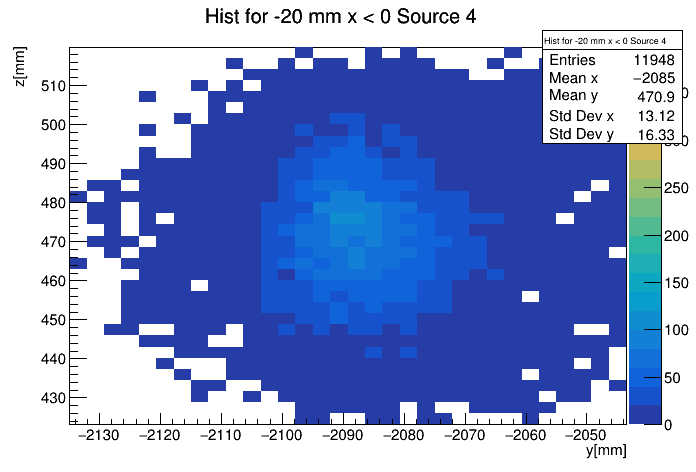 Hist for -20 mm x < 0 Source 4
Hist for -20 mm x < 0 Source 4
Entries 11948
Mean x −2085
Mean y 470.9
Std Dev x 13.12
Std Dev y 16.33
z[mm]
510
500
490
480
470
460
450
440
430
250
200
150
100
50
0
−2130 −2120 −2110 −2100 −2090 −2080 −2070 −2060 −2050
y[mm]